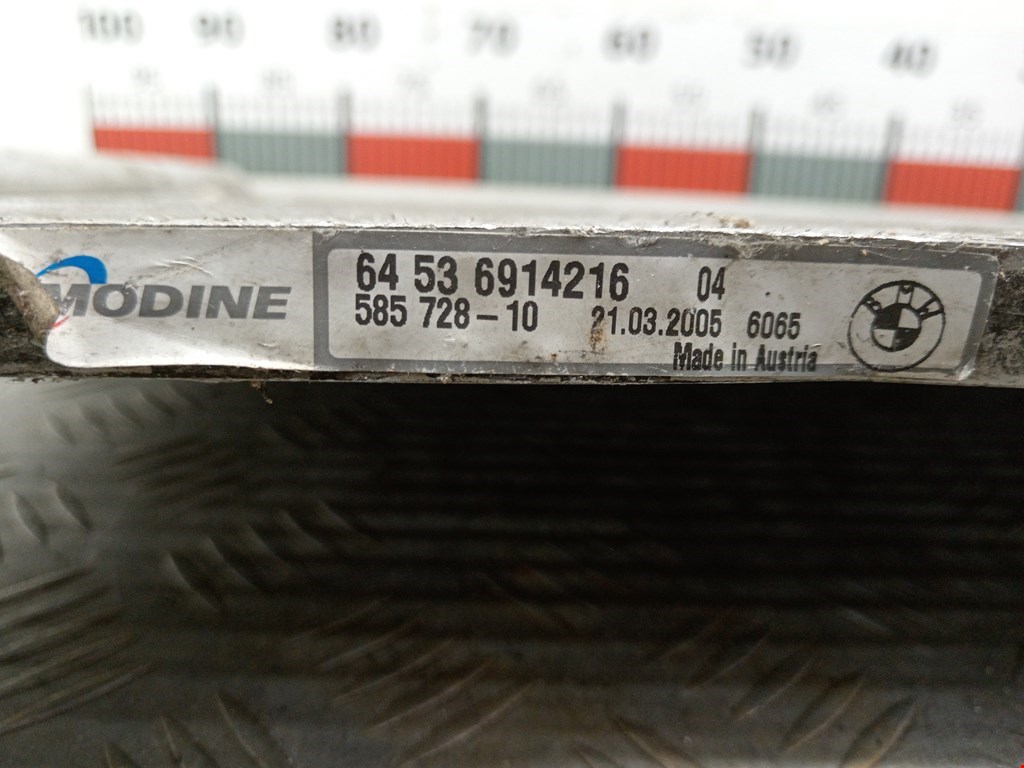 100 90 80 70 60 50 40
MODINE
64 53 6914216 04
585 728-10 21.03.2005 6065
Made in Austria
BMW